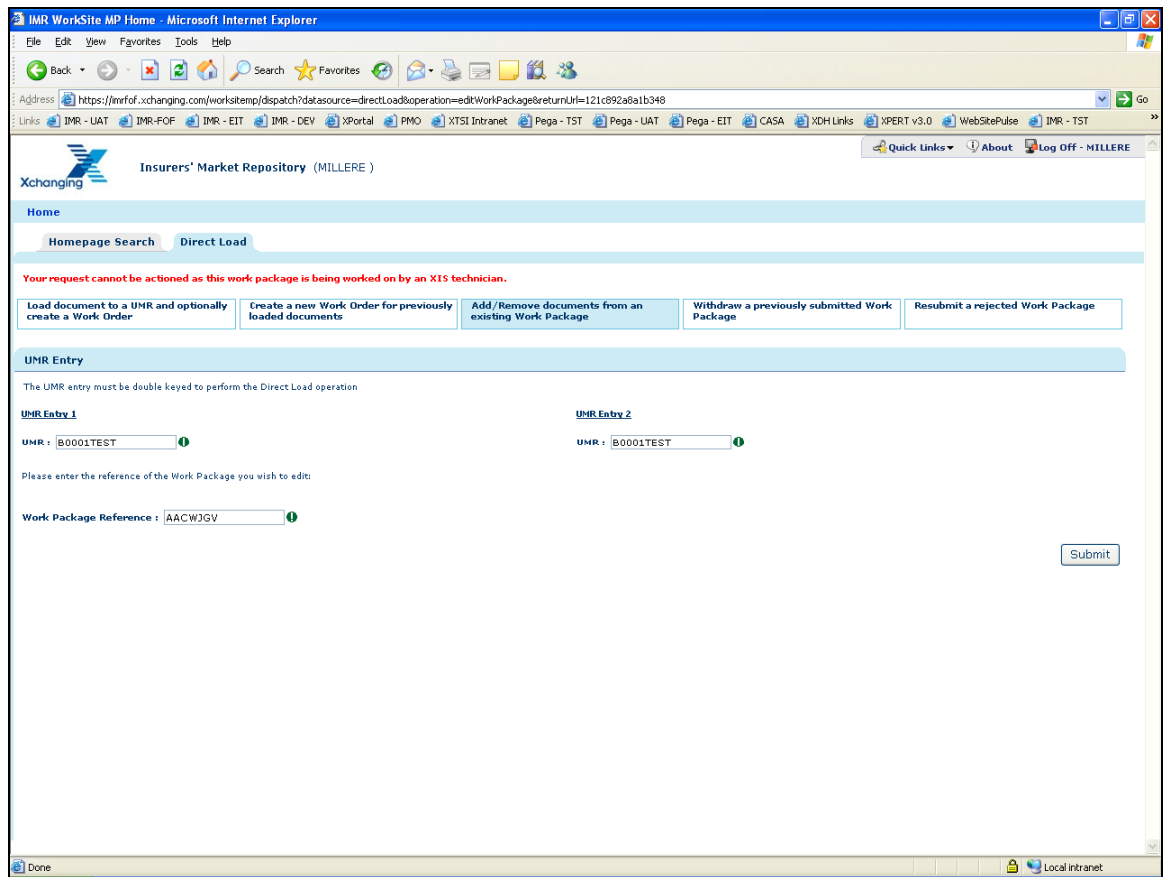 IMR WorkSite MP Home - Microsoft Internet Explorer
File Edit View Favorites Tools Help
Back Search Favorites
Address https://imrfof.xchanging.com/worksitemp/dispatch?datasource=directLoad&operation=editWorkPackage&returnUrl=121c892a8a1b348 Go
Links IMR - UAT IMR-FOF IMR - EIT IMR - DEV XPortal PMO XTSI Intranet Pega - TST Pega - UAT Pega - EIT CASA XDH Links XPERT v3.0 WebSitePulse IMR - TST »
Quick Links About Log Off - MILLERE
Xchanging
Insurers' Market Repository (MILLERE )
Home
Homepage Search Direct Load
Your request cannot be actioned as this work package is being worked on by an XIS technician.
Load document to a UMR and optionally
create a Work Order
Create a new Work Order for previously
loaded documents
Add/Remove documents from an
existing Work Package
Withdraw a previously submitted Work
Package
Resubmit a rejected Work Package
UMR Entry
The UMR entry must be double keyed to perform the Direct Load operation
UMR Entry 1
UMR Entry 2
UMR : B0001TEST
UMR : B0001TEST
Please enter the reference of the Work Package you wish to edit:
Work Package Reference : AACWJGV
Submit
Done
Local intranet